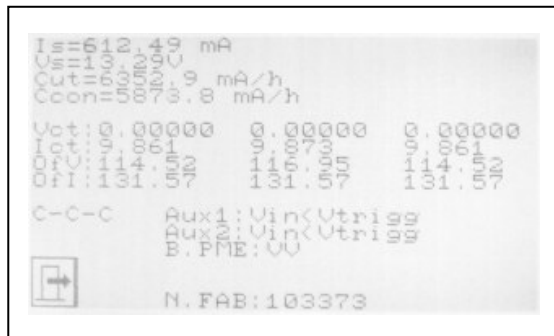 Is=612.49 mA
Vs=13.29V
Cut=6352.9 mA/h
Ccon=5873.8 mA/h
Vct:0.00000 0.00000 0.00000
Ict:9.861 9.873 9.861
OfV:114.52 116.95 114.52
OfI:131.57 131.57 131.57
C-C-C Aux1:Vin<Vtrigg
Aux2:Vin<Vtrigg
B.PME:VV
N.FAB:103373